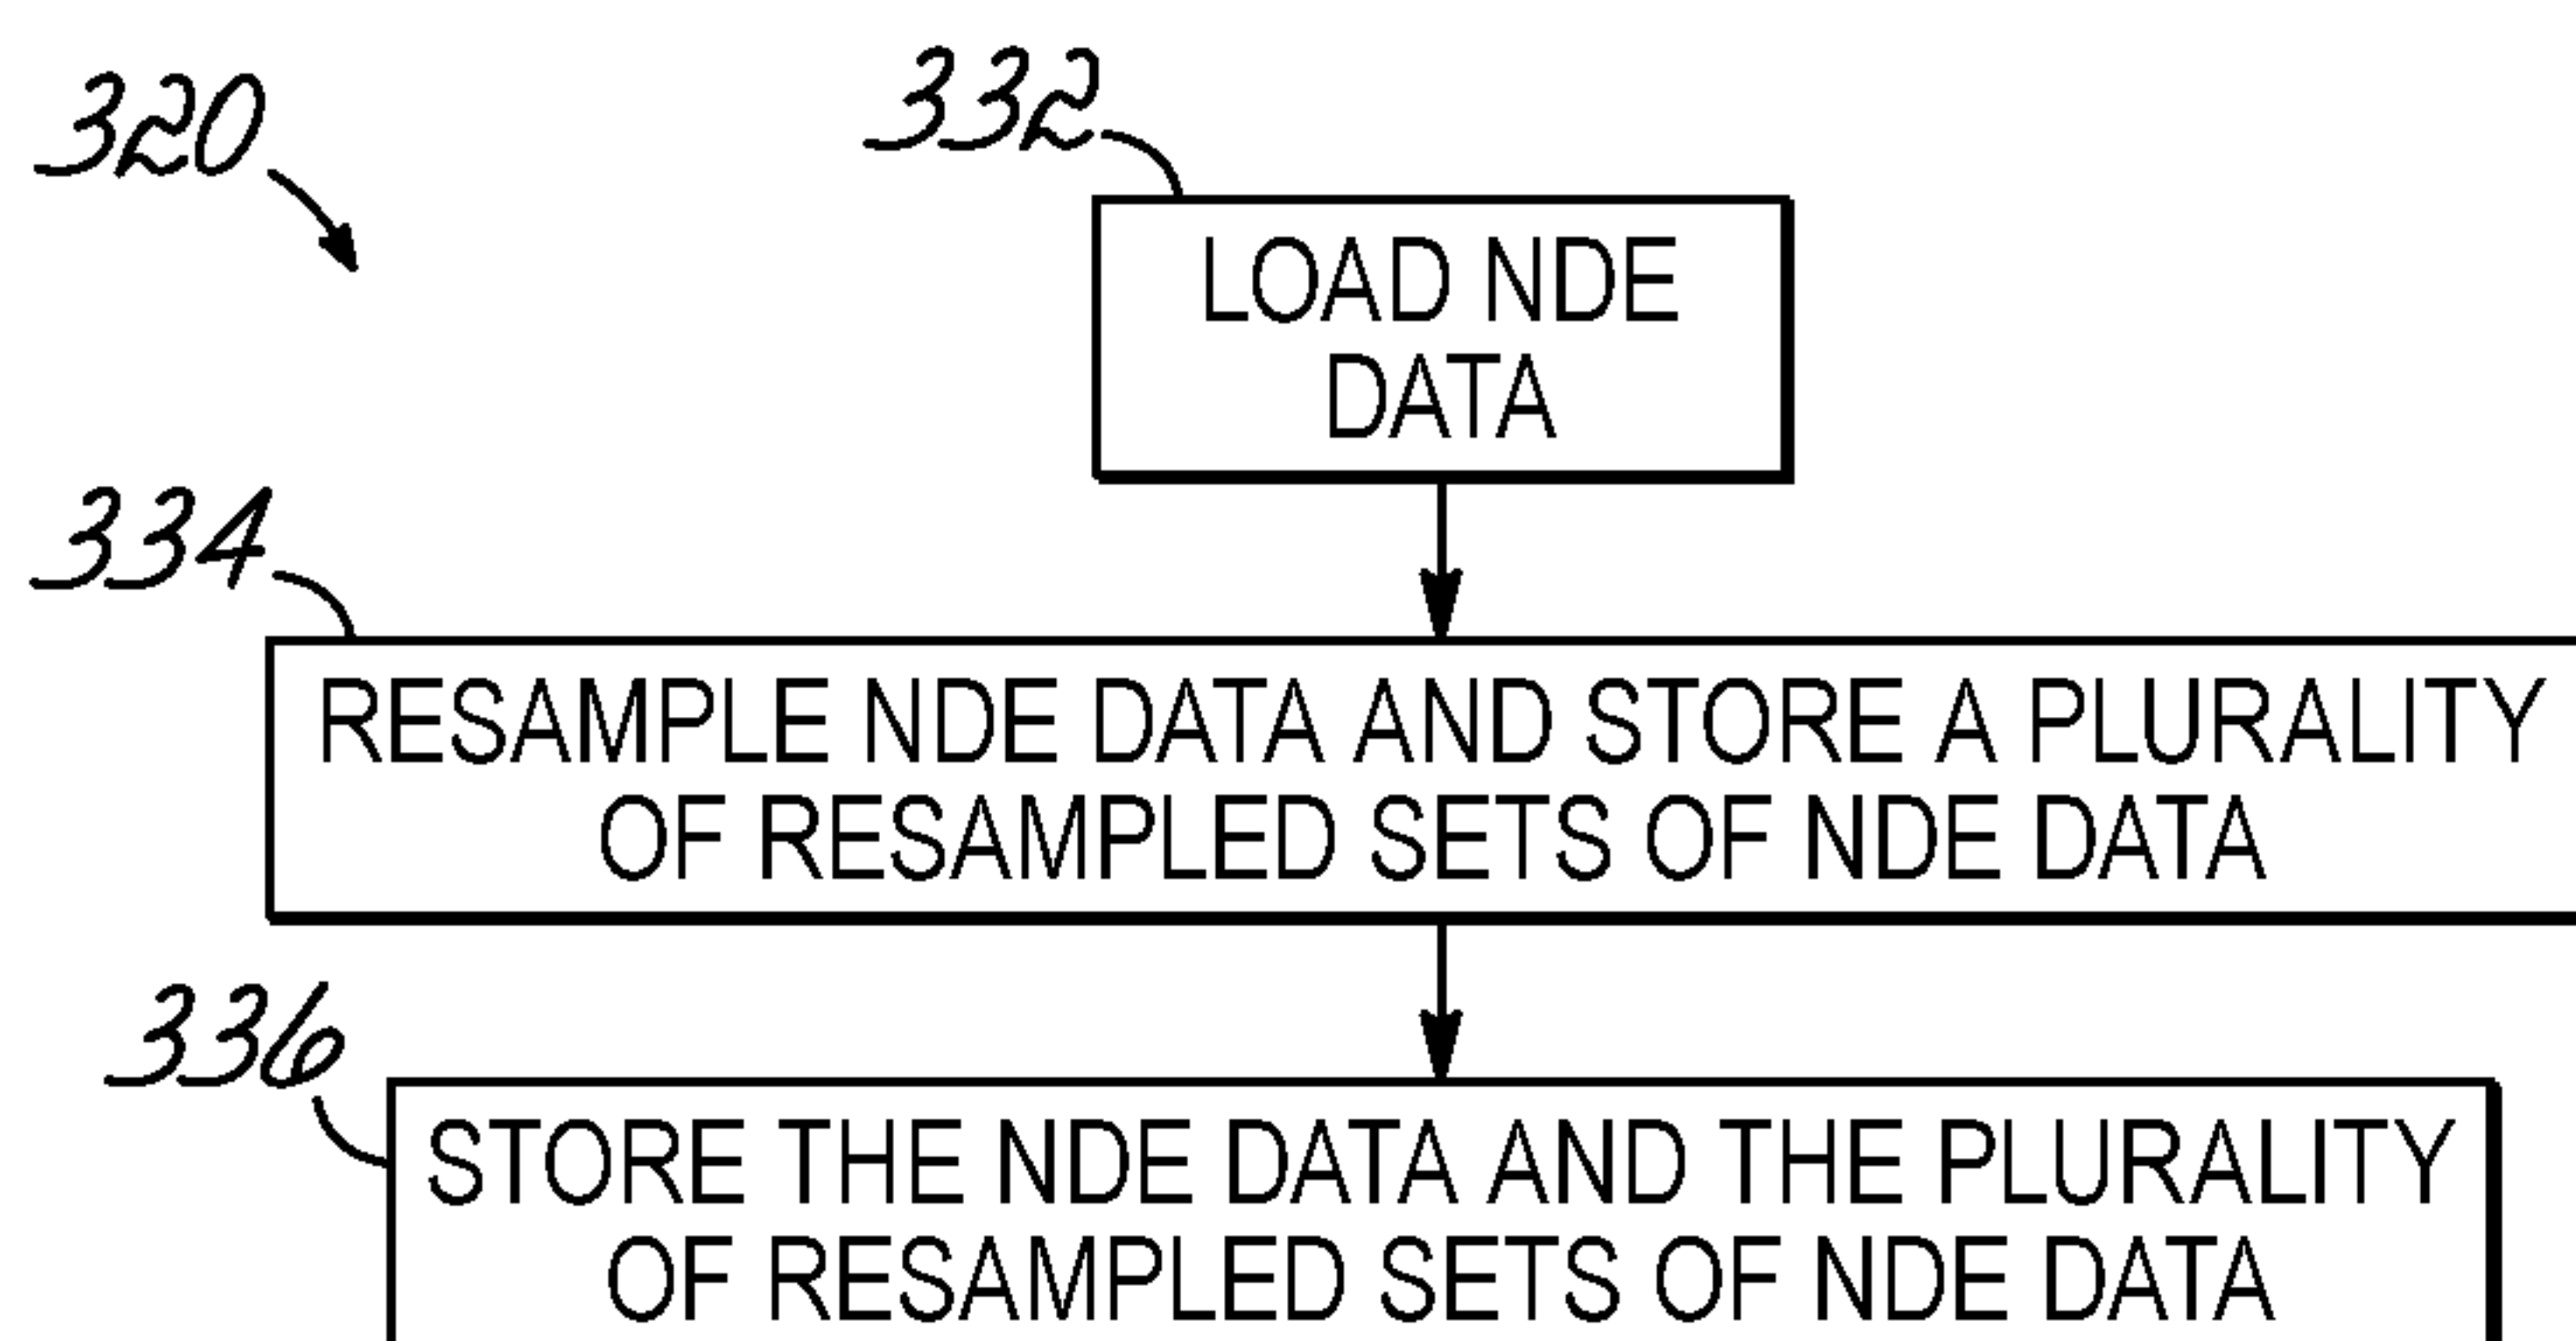 320
332
LOAD NDE
DATA
334
RESAMPLE NDE DATA AND STORE A PLURALITY
OF RESAMPLED SETS OF NDE DATA
336
STORE THE NDE DATA AND THE PLURALITY
OF RESAMPLED SETS OF NDE DATA